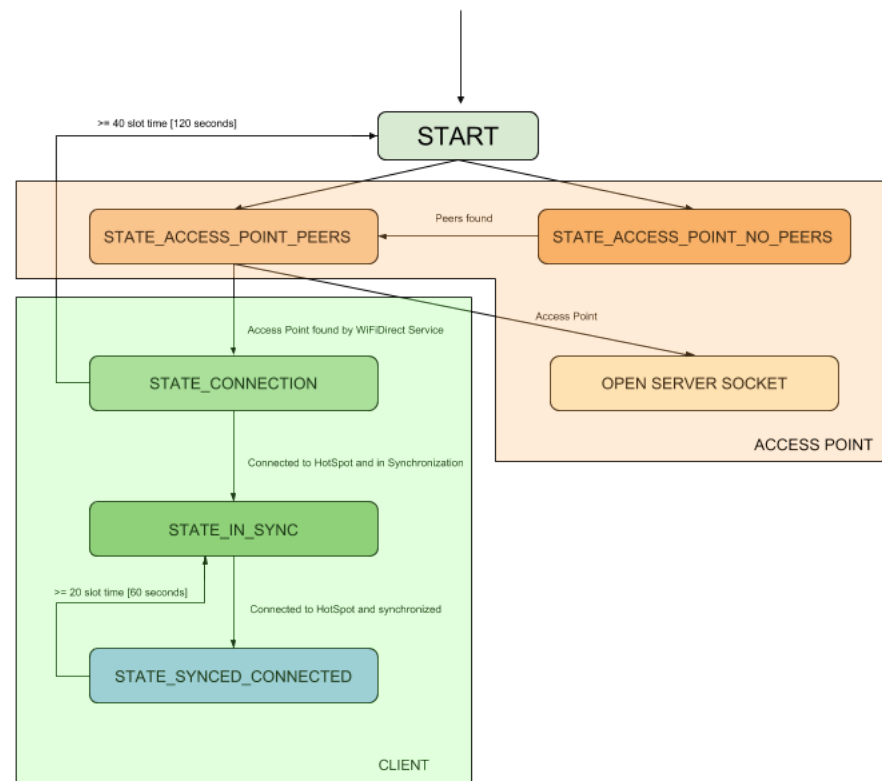 >= 40 slot time [120 seconds]
START
STATE_ACCESS_POINT_PEERS
Peers found
STATE_ACCESS_POINT_NO_PEERS
Access Point
Access Point found by WiFiDirect Service
STATE_CONNECTION
OPEN SERVER SOCKET
ACCESS POINT
Connected to HotSpot and in Synchronization
STATE_IN_SYNC
>= 20 slot time [60 seconds]
Connected to HotSpot and synchronized
STATE_SYNCED_CONNECTED
CLIENT